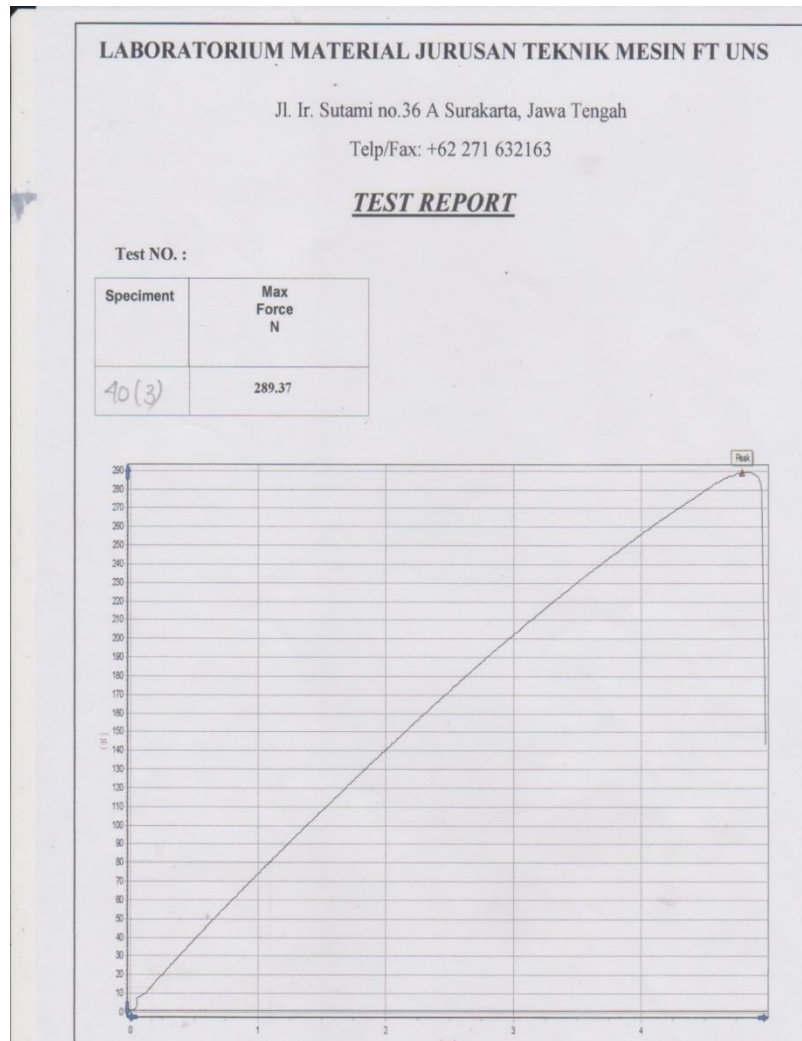 LABORATORIUM MATERIAL JURUSAN TEKNIK MESIN FT UNS
Jl. Ir. Sutami no.36 A Surakarta, Jawa Tengah
Telp/Fax: +62 271 632163
TEST REPORT
Test NO. :
Speciment
Max
Force
N
40(3)
289.37
Peak
290
280
270
260
250
240
230
220
210
200
190
180
170
160
150
140
130
120
110
100
90
80
70
60
50
40
30
20
10
0
0 1 2 3 4